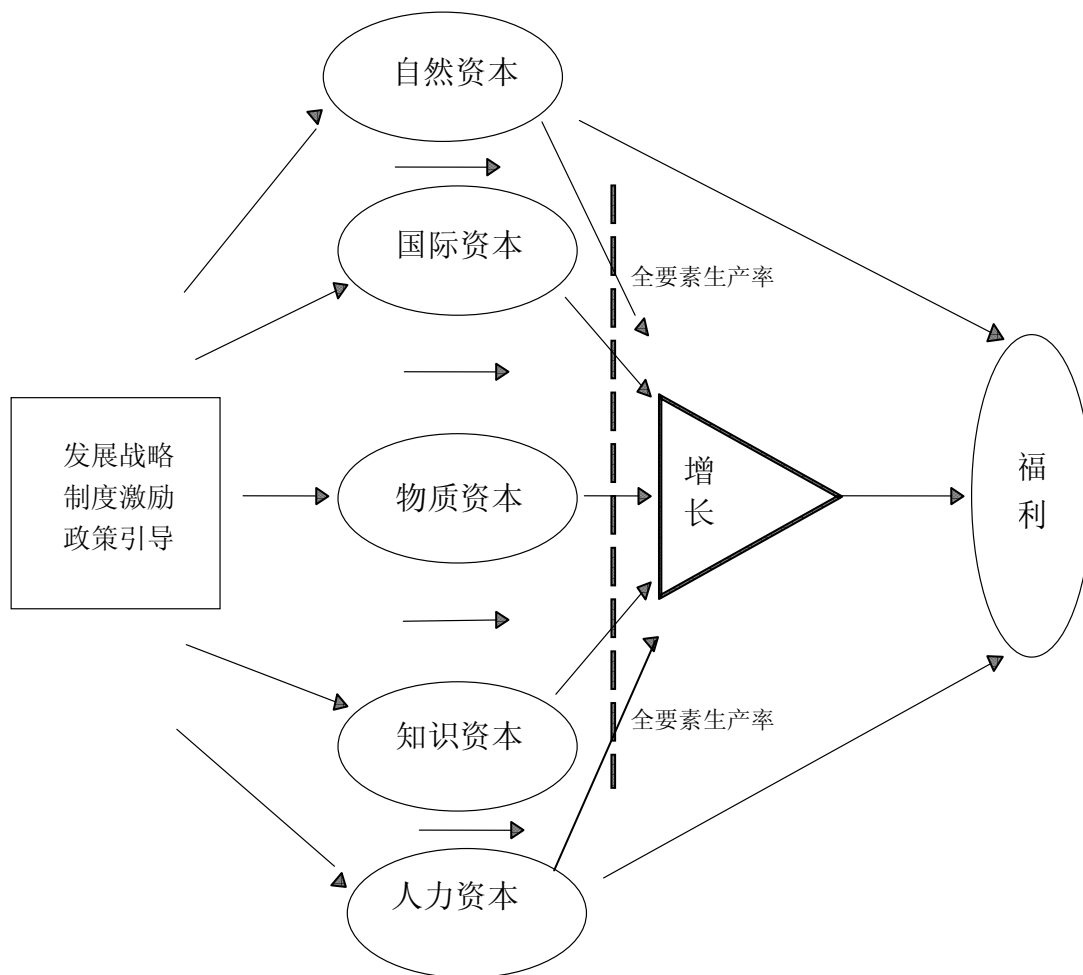 自然资本
国际资本
全要素生产率
发展战略
制度激励
政策引导
物质资本
增
长
福
利
知识资本
全要素生产率
人力资本